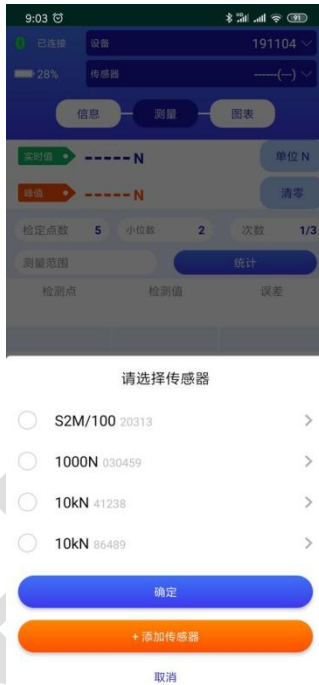 9:03 91
已连接 设备 191104
28% 传感器 -----(--)
信息 测量 图表
实时值 -----N 单位 N
峰值 -----N 清零
检定点数 5 小位数 2 次数 1/3
测量范围 统计
检测点 检测值 误差
请选择传感器
S2M/100 20313
1000N 030459
10kN 41238
10kN 86489
确定
+ 添加传感器
取消